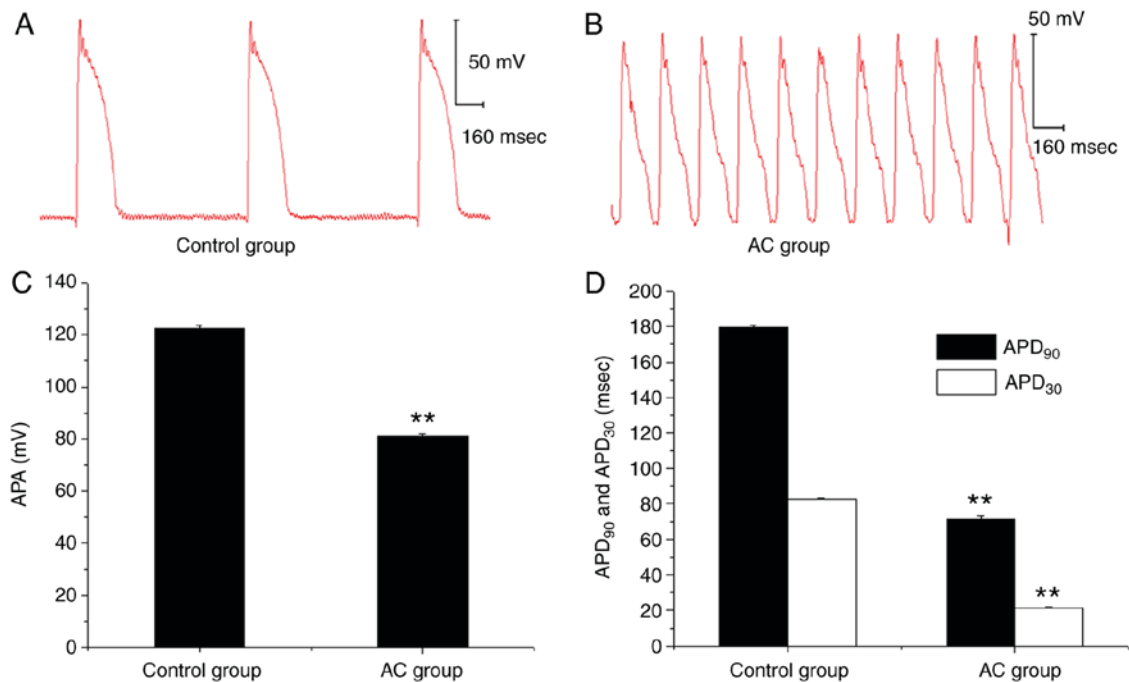 A
50 mV
160 msec
Control group
B
50 mV
160 msec
AC group
C
140
120
100
80
60
40
20
0
APA (mV)
**
Control group
AC group
D
200
180
160
140
120
100
80
60
40
20
0
APD90 and APD30 (msec)
APD90
APD30
**
**
Control group
AC group